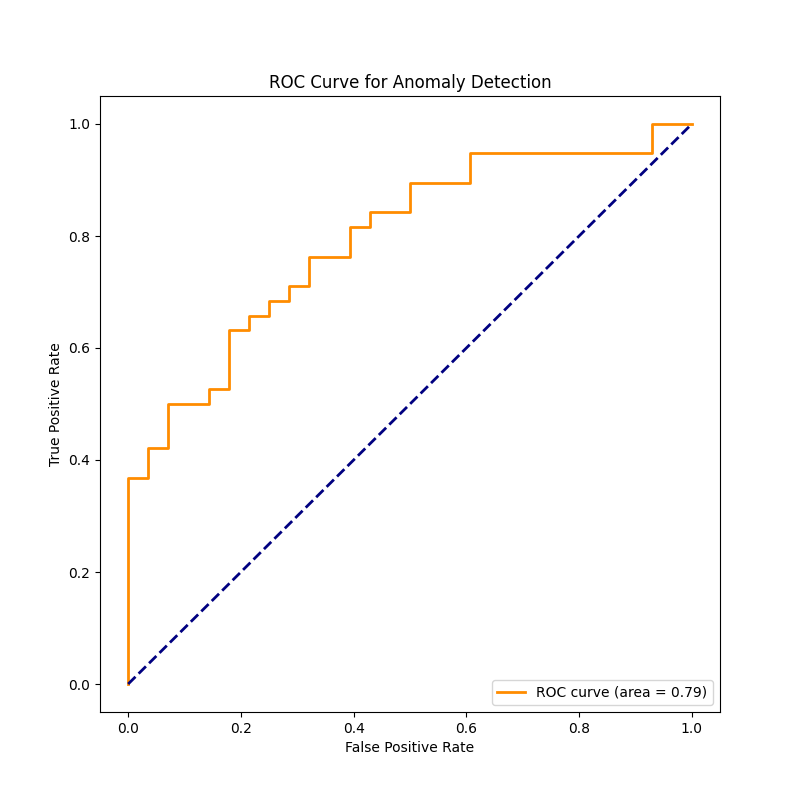 ROC Curve for Anomaly Detection
True Positive Rate
1.0
0.8
0.6
0.4
0.2
0.0
ROC curve (area = 0.79)
0.0 0.2 0.4 0.6 0.8 1.0
False Positive Rate